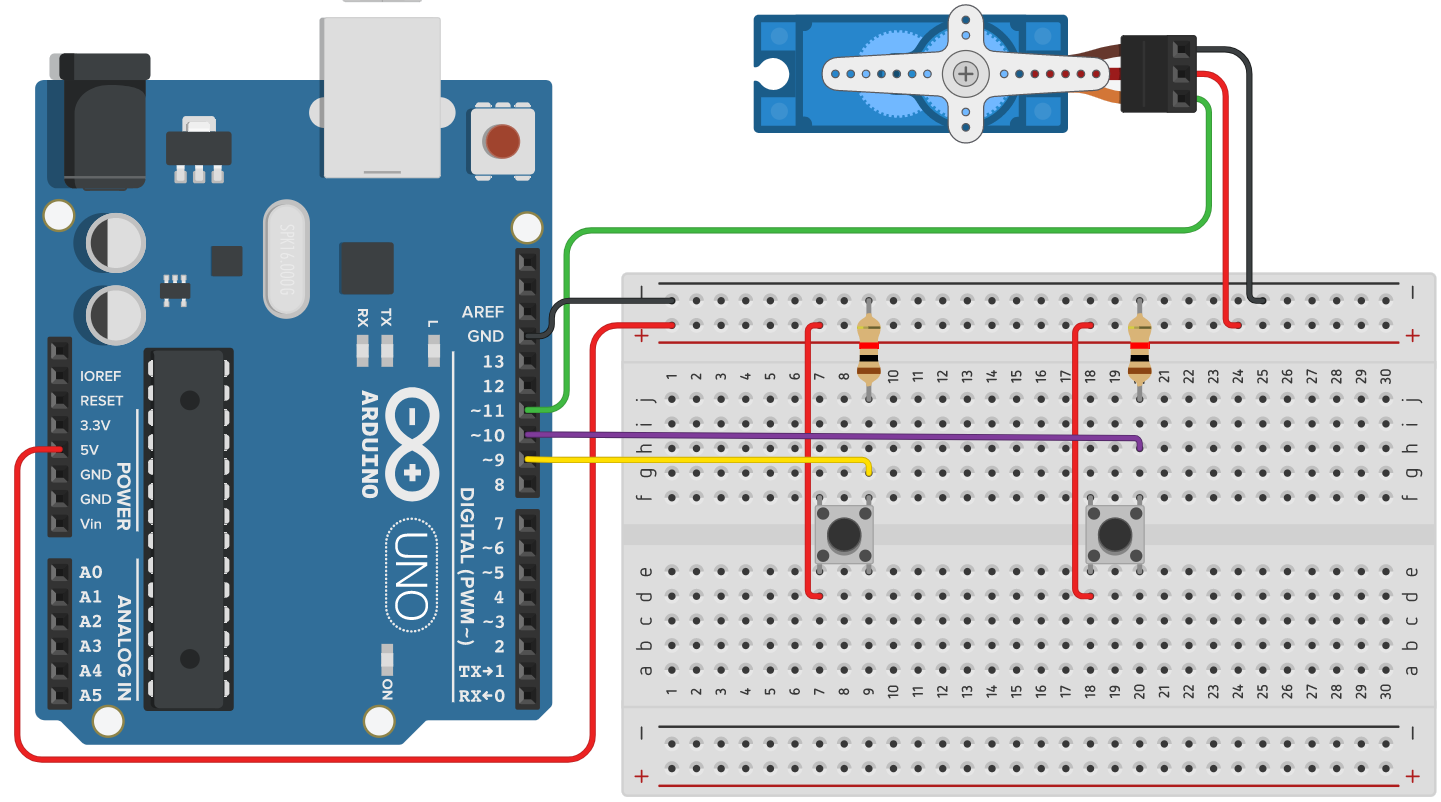 SPK16.000G
AREF
GND
13
12
~11
~10
~9
8
7
~6
~5
4
~3
2
TX→1
RX←0
DIGITAL (PWM~)
RX
TX
L
ARDUINO
UNO
ON
IOREF
RESET
3.3V
5V
GND
GND
Vin
POWER
A0
A1
A2
A3
A4
A5
ANALOG IN
− −
+ +
1 2 3 4 5 6 7 8 10 11 12 13 14 15 16 17 18 19 21 22 23 24 25 26 27 28 29 30
j j
i i
h h
g g
f f
e e
d d
c c
b b
a a
1 2 3 4 5 6 7 8 9 10 11 12 13 14 15 16 17 18 19 20 21 22 23 24 25 26 27 28 29 30
− −
+ +